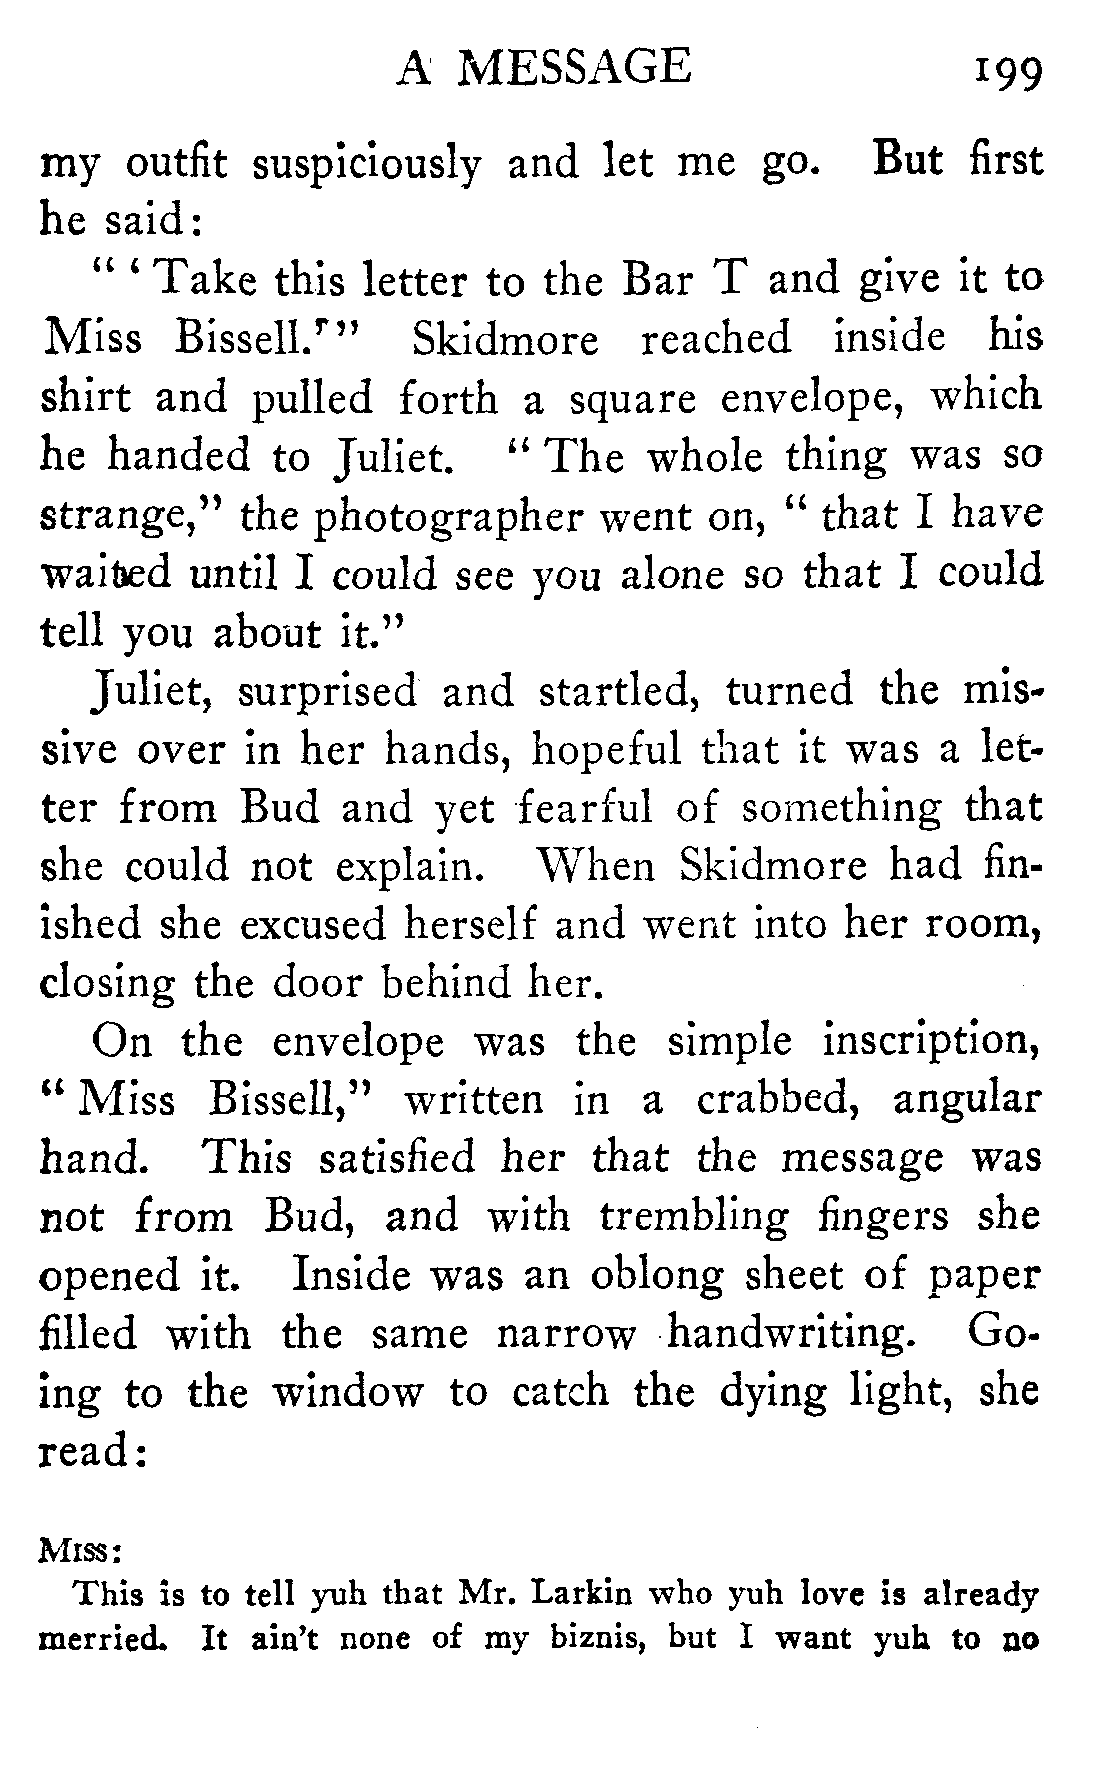 A MESSAGE 199
my outfit suspiciously and let me go. But first
he said:
" ' Take this letter to the Bar T and give it to
Miss Bissell.' " Skidmore reached inside his
shirt and pulled forth a square envelope, which
he handed to Juliet. " The whole thing was so
strange," the photographer went on, " that I have
waited until I could see you alone so that I could
tell you about it."
Juliet, surprised and startled, turned the mis-
sive over in her hands, hopeful that it was a let-
ter from Bud and yet fearful of something that
she could not explain. When Skidmore had fin-
ished she excused herself and went into her room,
closing the door behind her.
On the envelope was the simple inscription,
" Miss Bissell," written in a crabbed, angular
hand. This satisfied her that the message was
not from Bud, and with trembling fingers she
opened it. Inside was an oblong sheet of paper
filled with the same narrow handwriting. Go-
ing to the window to catch the dying light, she
read:
MISS:
This is to tell yuh that Mr. Larkin who yuh love is already
merried. It ain't none of my biznis, but I want yuh to no